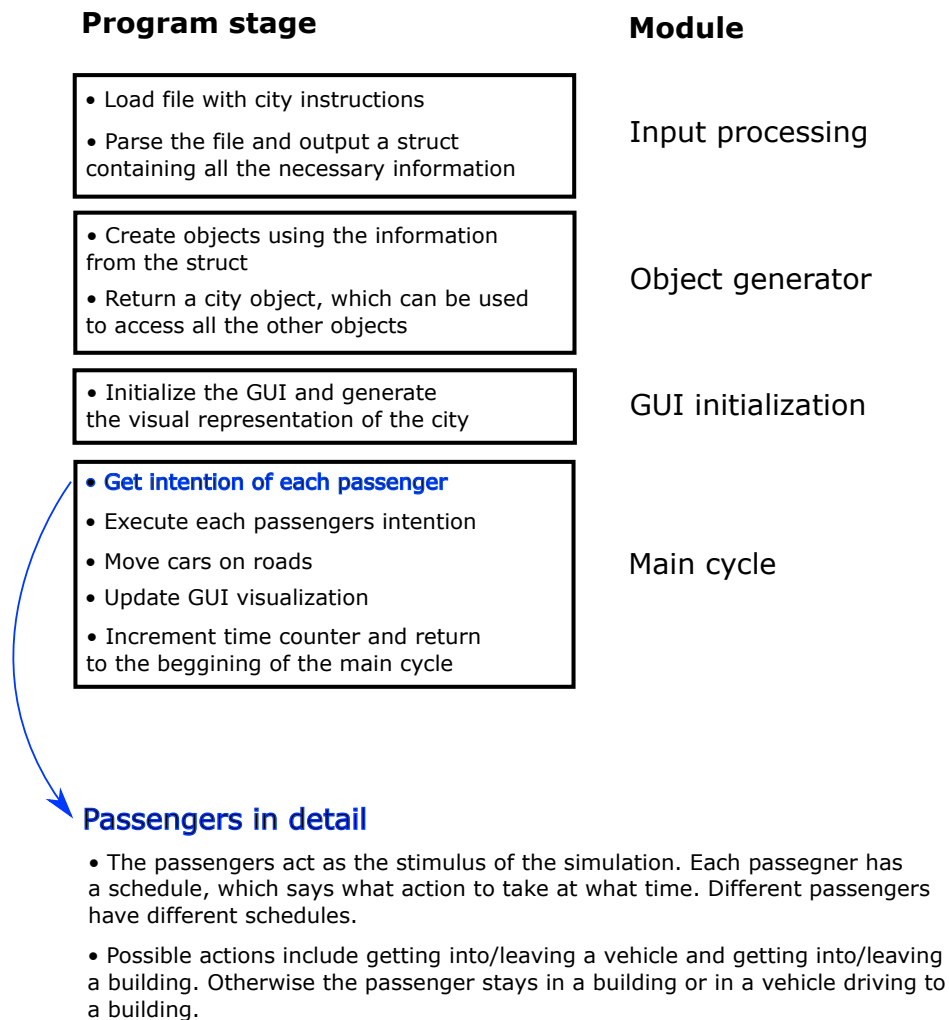 Program stage
Module
• Load file with city instructions
• Parse the file and output a struct
containing all the necessary information
Input processing
• Create objects using the information
from the struct
• Return a city object, which can be used
to access all the other objects
Object generator
• Initialize the GUI and generate
the visual representation of the city
GUI initialization
• Get intention of each passenger
• Execute each passengers intention
• Move cars on roads
• Update GUI visualization
• Increment time counter and return
to the beggining of the main cycle
Main cycle
Passengers in detail
• The passengers act as the stimulus of the simulation. Each passegner has
a schedule, which says what action to take at what time. Different passengers
have different schedules.
• Possible actions include getting into/leaving a vehicle and getting into/leaving
a building. Otherwise the passenger stays in a building or in a vehicle driving to
a building.